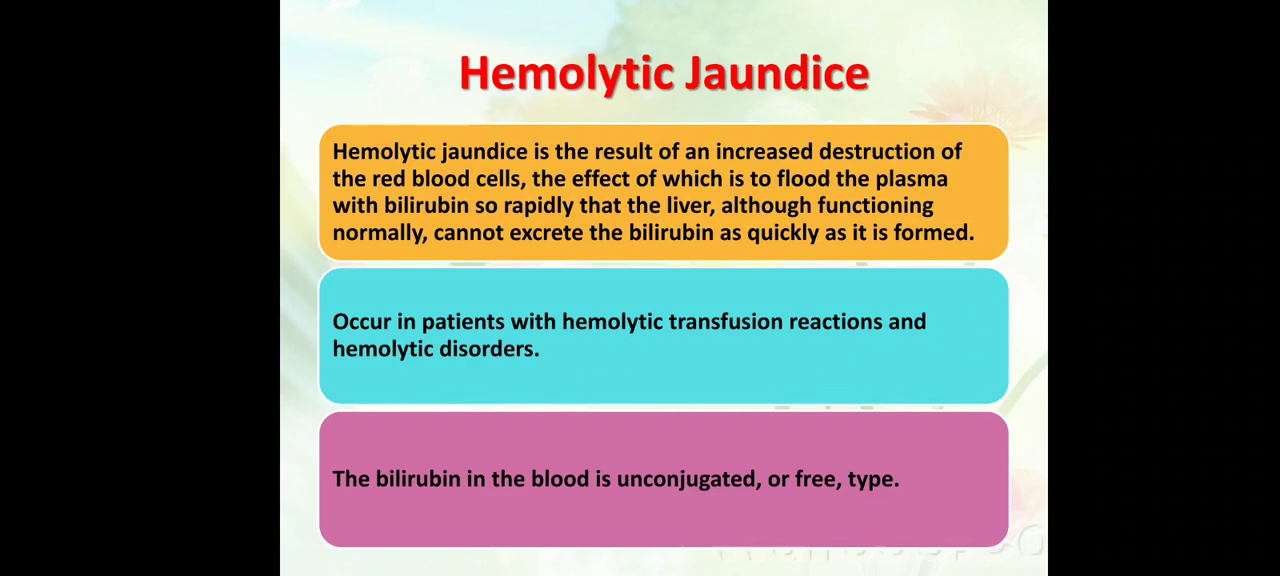 Hemolytic Jaundice
Hemolytic jaundice is the result of an increased destruction of
the red blood cells, the effect of which is to flood the plasma
with bilirubin so rapidly that the liver, although functioning
normally, cannot excrete the bilirubin as quickly as it is formed.
Occur in patients with hemolytic transfusion reactions and
hemolytic disorders.
The bilirubin in the blood is unconjugated, or free, type.